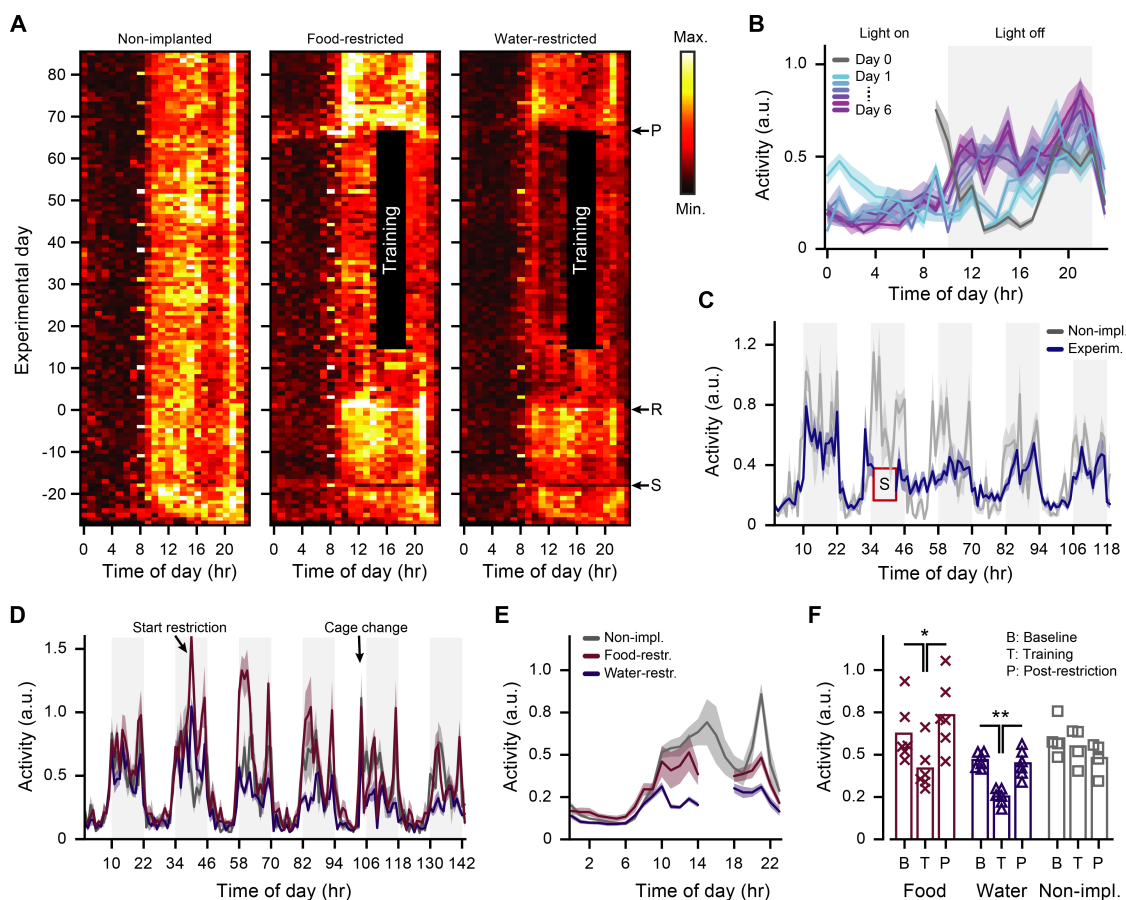 A
Non-implanted
Food-restricted
Water-restricted
Max.
Min.
P
R
S
Training
Training
Experimental day
80
70
60
50
40
30
20
10
0
-10
-20
0 4 8 12 16 20
0 4 8 12 16 20
0 4 8 12 16 20
Time of day (hr)
Time of day (hr)
Time of day (hr)
B
Light on
Light off
Day 0
Day 1
Day 6
Activity (a.u.)
1.0
0.5
0
0 4 8 12 16 20
Time of day (hr)
C
Non-impl.
Experim.
Activity (a.u.)
1.2
0.8
0.4
0
S
10 22 34 46 58 70 82 94 106 118
Time of day (hr)
D
Start restriction
Cage change
Activity (a.u.)
1.5
1.0
0.5
0
10 22 34 46 58 70 82 94 106 118 130 142
Time of day (hr)
E
Non-impl.
Food-restr.
Water-restr.
Activity (a.u.)
1.0
0.8
0.5
0.2
0
2 6 10 14 18 22
Time of day (hr)
F
B: Baseline
T: Training
P: Post-restriction
*
**
Activity (a.u.)
1.0
0.8
0.5
0.2
0
B T P
B T P
B T P
Food
Water
Non-impl.